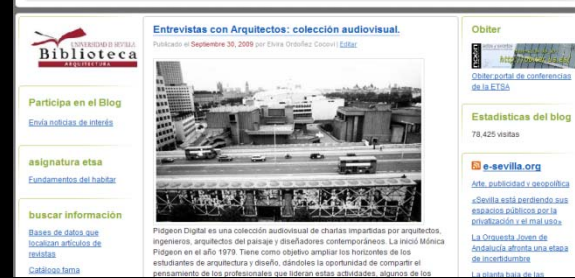 UNIVERSIDAD D SEVILLA
Biblioteca
ARQUITECTURA
Participa en el Blog
Envía noticias de interés
asignatura etsa
Fundamentos del habitar
buscar información
Bases de datos que
localizan artículos de
revistas
Catálogo fama
Entrevistas con Arquitectos: colección audiovisual.
Publicado el Septiembre 30, 2009 por Elvira Ordóñez Cocovi | Editar
Pidgeon Digital es una colección audiovisual de charlas impartidas por arquitectos,
ingenieros, arquitectos del paisaje y diseñadores contemporáneos. La inició Mónica
Pidgeon en el año 1979. Tiene como objetivo ampliar los horizontes de los
estudiantes de arquitectura y diseño, dándoles la oportunidad de compartir el
pensamiento de los profesionales que lideran estas actividades, algunos de los
Obiter
Obiter:portal de conferencias
de la ETSA
Estadisticas del blog
78,425 visitas
e-sevilla.org
Arte, publicidad y geopolítica
«Sevilla está perdiendo sus
espacios públicos por la
privatización y el mal uso»
La Orquesta Joven de
Andalucía afronta una etapa
de incertidumbre
La planta baja de las